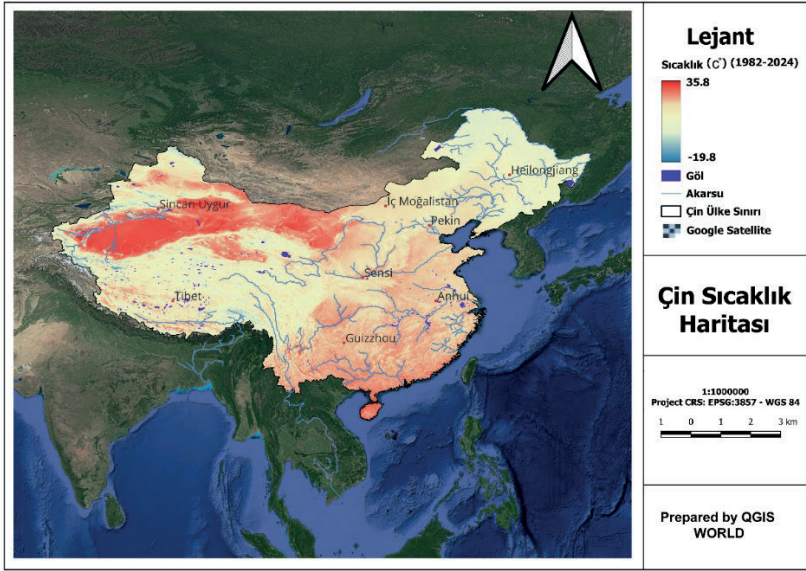 Heilongjiang
İç Moğalistan
Sincan Uygur
Pekin
Şensi
Tibet
Anhui
Guizzhou
Lejant
Sıcaklık (C°) (1982-2024)
35.8
-19.8
Göl
Akarsu
Çin Ülke Sınırı
Google Satellite
Çin Sıcaklık
Haritası
1:1000000
Project CRS: EPSG:3857 - WGS 84
1 0 1 2 3 km
Prepared by QGIS
WORLD